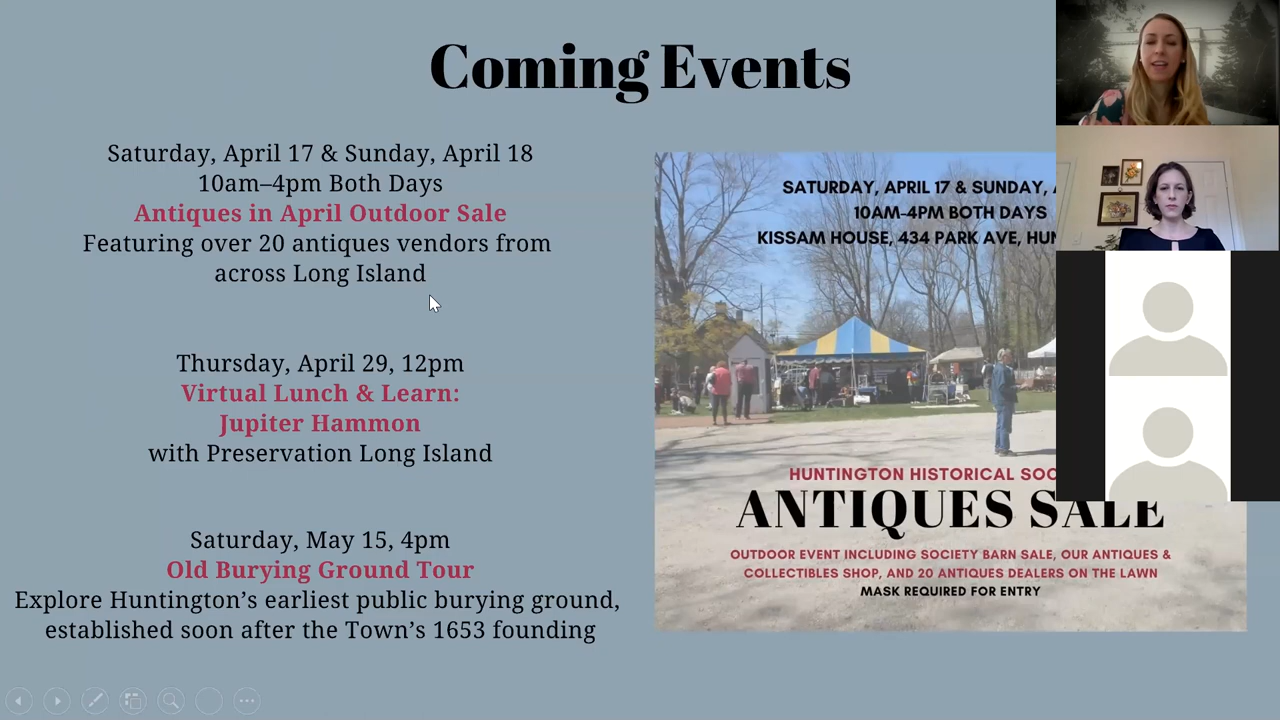 Coming Events
Saturday, April 17 & Sunday, April 18
10am–4pm Both Days
Antiques in April Outdoor Sale
Featuring over 20 antiques vendors from
across Long Island
Thursday, April 29, 12pm
Virtual Lunch & Learn:
Jupiter Hammon
with Preservation Long Island
Saturday, May 15, 4pm
Old Burying Ground Tour
Explore Huntington’s earliest public burying ground,
established soon after the Town’s 1653 founding
SATURDAY, APRIL 17 & SUNDAY,
10AM-4PM BOTH DAYS
KISSAM HOUSE, 434 PARK AVE,
HUNTINGTON HISTORICAL
ANTIQUES SALE
OUTDOOR EVENT INCLUDING SOCIETY BARN SALE, OUR ANTIQUES &
COLLECTIBLES SHOP, AND 20 ANTIQUES DEALERS ON THE LAWN
MASK REQUIRED FOR ENTRY